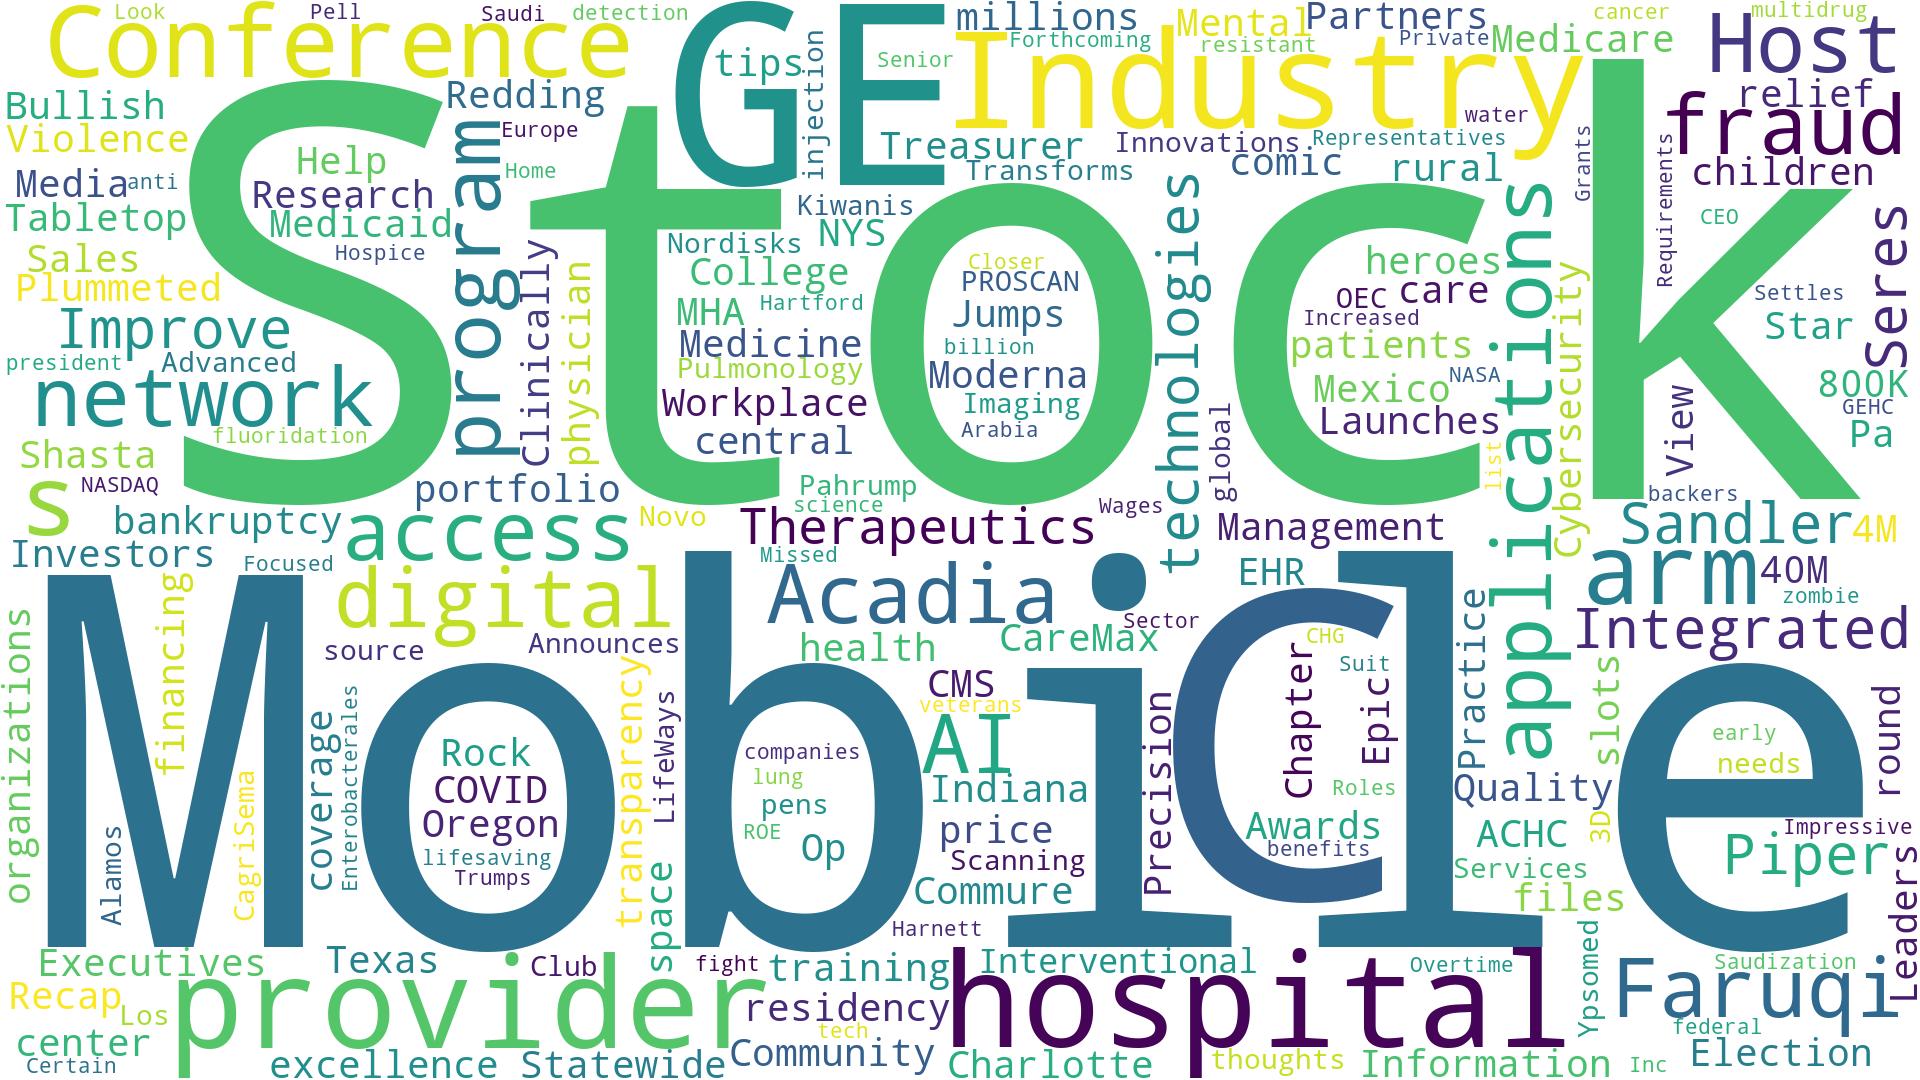 Look
Pell
Saudi
detection
Conference
GE
millions
Mental
Partners
cancer
multidrug
Forthcoming
resistant
Private
Medicare
Host
Industry
tips
injection
Senior
Bullish
Redding
relief
fraud
Violence
Europe
water
Treasurer
Innovations
Representatives
Grants
Requirements
Help
program
Home
Transforms
comic
rural
children
Media
anti
Research
Stock
Tabletop
Medicaid
Kiwanis
NYS
technologies
applications
CEO
Seres
Sales
Hospice
Clinically
physician
Nordisks
College
Closer
PROSCAN
heroes
OEC
care
Cybersecurity
Plummeted
MHA
Hartford
Jumps
Increased
Settles
Star
Improve
president
Advanced
Medicine
Pulmonology
billion
Moderna
patients
Mexico
NASA
800K
network
Workplace
Imaging
Arabia
Launches
GEHC
View
Pa
fluoridation
central
global
list
Shasta
NASDAQ
s
portfolio
Pahrump
science
Wages
backers
bankruptcy
access
Novo
Therapeutics
Management
Sandler
4M
Investors
Focused
Missed
EHR
arm
40M
zombie
financing
digital
Acadia
Sector
Practice
Integrated
organizations
source
Announces
health
CareMax
CHG
Chapter
Suit
Epic
slots
Mobile
Cl
transparency
LifeWays
CMS
veterans
AI
Precision
round
coverage
Enterobacterales
Rock
COVID
Oregon
lifesaving
Trumps
companies
lung
pens
ROE
Op
Indiana
price
Scanning
Commure
Roles
Awards
benefits
Quality
ACHC
Services
files
3D
early
needs
Impressive
Piper
Leaders
Alamos
CagriSema
space
Harnett
Ypsomed
Executives
Texas
Club
fight
training
Interventional
Overtime
Saudization
Recap
Los
provider
residency
hospital
Faruqi
center
Certain
excellence
Statewide
tech
Community
Charlotte
thoughts
Information
federal
Inc
Election